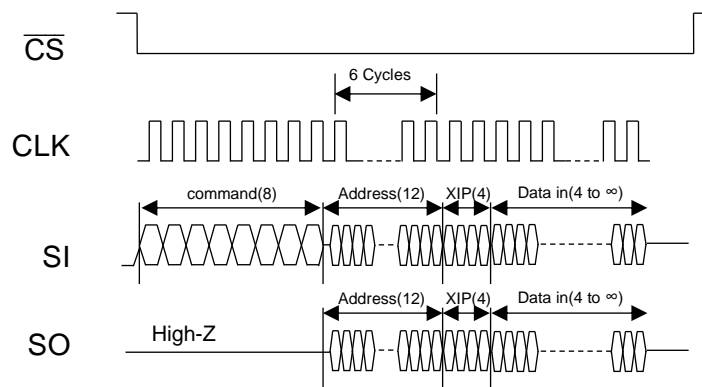 CS
6 Cycles
CLK
command(8) Address(12) XIP(4) Data in(4 to ∞)
SI
Address(12) XIP(4) Data in(4 to ∞)
High-Z
SO